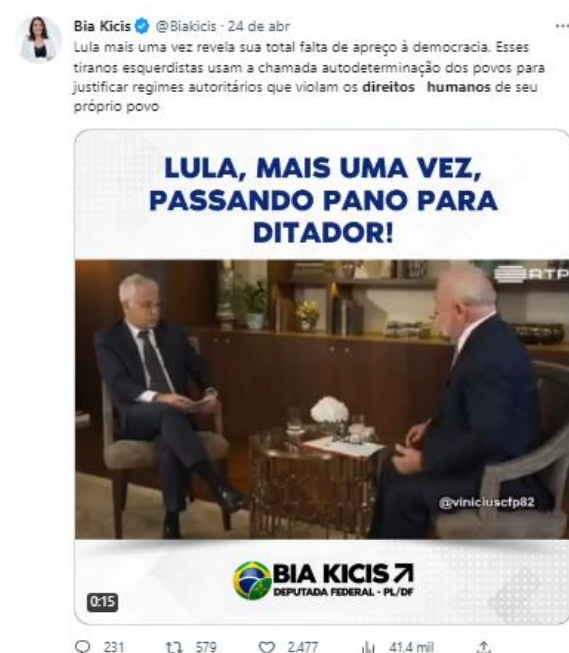 Bia Kicis @Biakicis · 24 de abr
Lula mais uma vez revela sua total falta de apreço à democracia. Esses
tiranos esquerdistas usam a chamada autodeterminação dos povos para
justificar regimes autoritários que violam os direitos humanos de seu
próprio povo
LULA, MAIS UMA VEZ,
PASSANDO PANO PARA
DITADOR!
RTP
@viniciuscfp82
BIA KICIS
DEPUTADA FEDERAL - PL/DF
0:15
231 579 2.477 41,4 mil